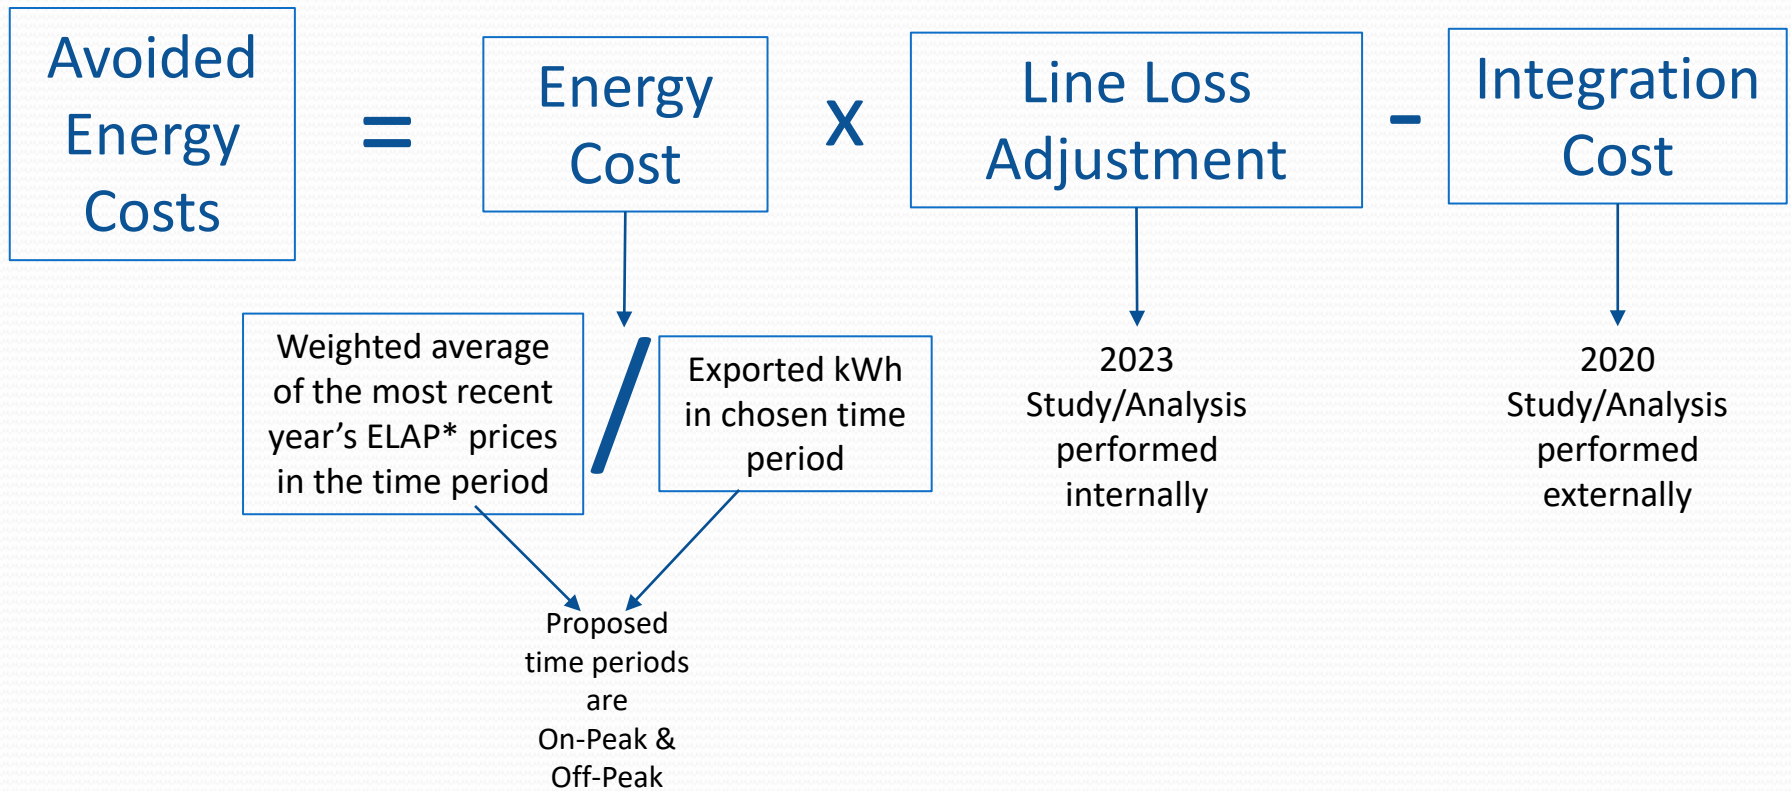 Avoided
Energy
Costs
=
Energy
Cost
x
Line Loss
Adjustment
-
Integration
Cost
Weighted average
of the most recent
year’s ELAP* prices
in the time period
/
Exported kWh
in chosen time
period
2023
Study/Analysis
performed
internally
2020
Study/Analysis
performed
externally
Proposed
time periods
are
On-Peak &
Off-Peak